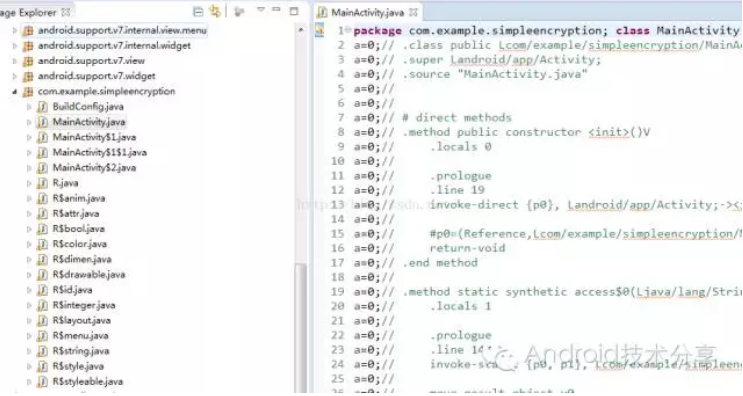 kage Explorer
android.support.v7.internal.view.menu
android.support.v7.internal.widget
android.support.v7.view
android.support.v7.widget
com.example.simpleencryption
BuildConfig.java
MainActivity.java
MainActivity$1.java
MainActivity$1$1.java
MainActivity$2.java
R.java
R$anim.java
R$attr.java
R$bool.java
R$color.java
R$dimen.java
R$drawable.java
R$id.java
R$integer.java
R$layout.java
R$menu.java
R$string.java
R$style.java
R$styleable.java
MainActivity.java
1 package com.example.simpleencryption; class MainActivity
2 a=0;// .class public Lcom/example/simpleencryption/MainA
3 a=0;// .super Landroid/app/Activity;
4 a=0;// .source "MainActivity.java"
5 a=0;//
6 a=0;//
7 a=0;// # direct methods
8 a=0;// .method public constructor <init>()V
9 a=0;// .locals 0
10 a=0;//
11 a=0;// .prologue
12 a=0;// .line 19
13 a=0;// invoke-direct {p0}, Landroid/app/Activity;-><
14 a=0;//
15 a=0;// #p0=(Reference,Lcom/example/simpleencryption/M
16 a=0;// return-void
17 a=0;// .end method
18 a=0;//
19 a=0;// .method static synthetic access$0(Ljava/lang/Strin
20 a=0;// .locals 1
21 a=0;//
22 a=0;// .prologue
23 a=0;// .line
24 a=0;// {p0, p1}, Lcom/example/simpleenc
25 a=0;//
26 a=0;//
Android技术分享